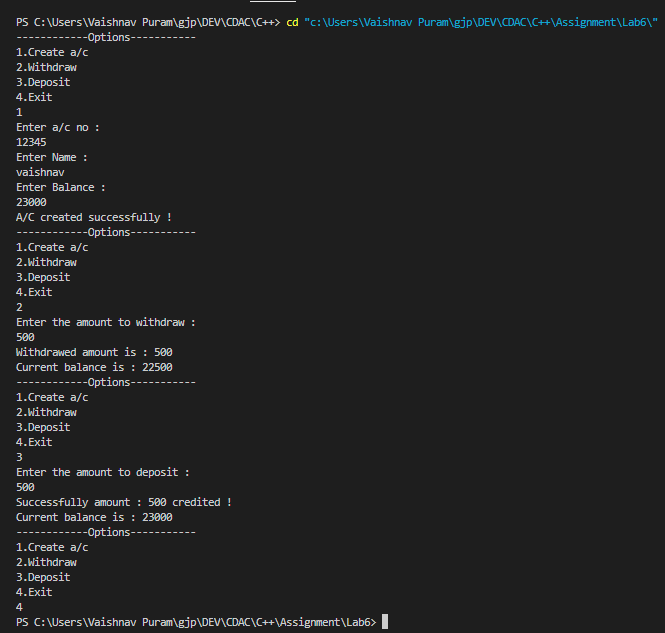 PS C:\Users\Vaishnav Puram\gjp\DEV\CDAC\C++> cd "c:\Users\Vaishnav Puram\gjp\DEV\CDAC\C++\Assignment\Lab6\"
------------Options-----------
1.Create a/c
2.Withdraw
3.Deposit
4.Exit
1
Enter a/c no :
12345
Enter Name :
vaishnav
Enter Balance :
23000
A/C created successfully !
------------Options-----------
1.Create a/c
2.Withdraw
3.Deposit
4.Exit
2
Enter the amount to withdraw :
500
Withdrawed amount is : 500
Current balance is : 22500
------------Options-----------
1.Create a/c
2.Withdraw
3.Deposit
4.Exit
3
Enter the amount to deposit :
500
Successfully amount : 500 credited !
Current balance is : 23000
------------Options-----------
1.Create a/c
2.Withdraw
3.Deposit
4.Exit
4
PS C:\Users\Vaishnav Puram\gjp\DEV\CDAC\C++\Assignment\Lab6>